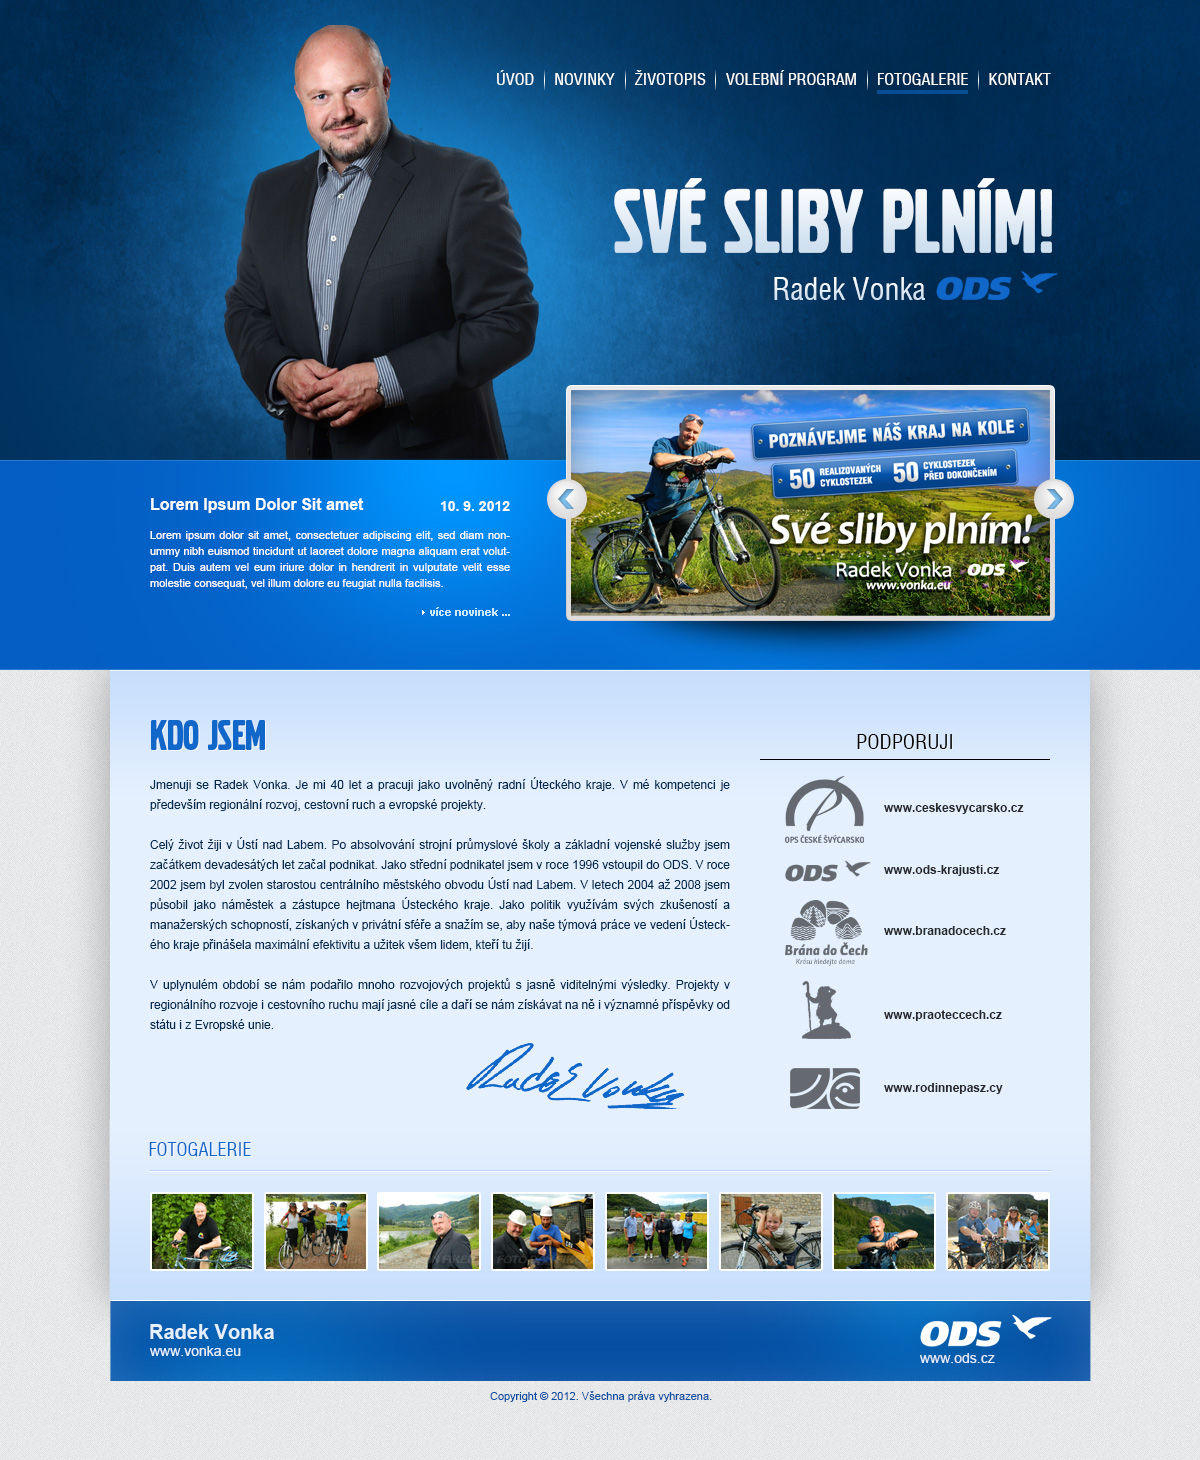 ÚVOD NOVINKY ŽIVOTOPIS VOLEBNÍ PROGRAM FOTOGALERIE KONTAKT
SVÉ SLIBY PLNÍM!
Radek Vonka ODS
Lorem Ipsum Dolor Sit amet 10. 9. 2012
Lorem ipsum dolor sit amet, consectetuer adipiscing elit, sed diam non-
ummy nibh euismod tincidunt ut laoreet dolore magna aliquam erat volut-
pat. Duis autem vel eum iriure dolor in hendrerit in vulputate velit esse
molestie consequat, vel illum dolore eu feugiat nulla facilisis.
více novinek ...
POZNÁVEJME NÁŠ KRAJ NA KOLE
50 REALIZOVANÝCH CYKLOSTEZEK 50 CYKLOSTEZEK PŘED DOKONČENÍM
Své sliby plním!
Radek Vonka ODS
www.vonka.eu
KDO JSEM
Jmenuji se Radek Vonka. Je mi 40 let a pracuji jako uvolněný radní Úteckého kraje. V mé kompetenci je
především regionální rozvoj, cestovní ruch a evropské projekty.
Celý život žiji v Ústí nad Labem. Po absolvování strojní průmyslové školy a základní vojenské služby jsem
začátkem devadesátých let začal podnikat. Jako střední podnikatel jsem v roce 1996 vstoupil do ODS. V roce
2002 jsem byl zvolen starostou centrálního městského obvodu Ústí nad Labem. V letech 2004 až 2008 jsem
působil jako náměstek a zástupce hejtmana Ústeckého kraje. Jako politik využívám svých zkušeností a
manažerských schopností, získaných v privátní sféře a snažím se, aby naše týmová práce ve vedení Ústeck-
ého kraje přinášela maximální efektivitu a užitek všem lidem, kteří tu žijí.
V uplynulém období se nám podařilo mnoho rozvojových projektů s jasně viditelnými výsledky. Projekty v
regionálního rozvoje i cestovního ruchu mají jasné cíle a daří se nám získávat na ně i významné příspěvky od
státu i z Evropské unie.
Radek Vonka
PODPORUJI
OPS ČESKÉ ŠVÝCARSKO
www.ceskesvycarsko.cz
ODS
www.ods-krajusti.cz
Brána do Čech
Krásu hledejte doma
www.branadocech.cz
www.praoteccech.cz
www.rodinnepasz.cy
FOTOGALERIE
Radek Vonka
www.vonka.eu
ODS
www.ods.cz
Copyright © 2012. Všechna práva vyhrazena.